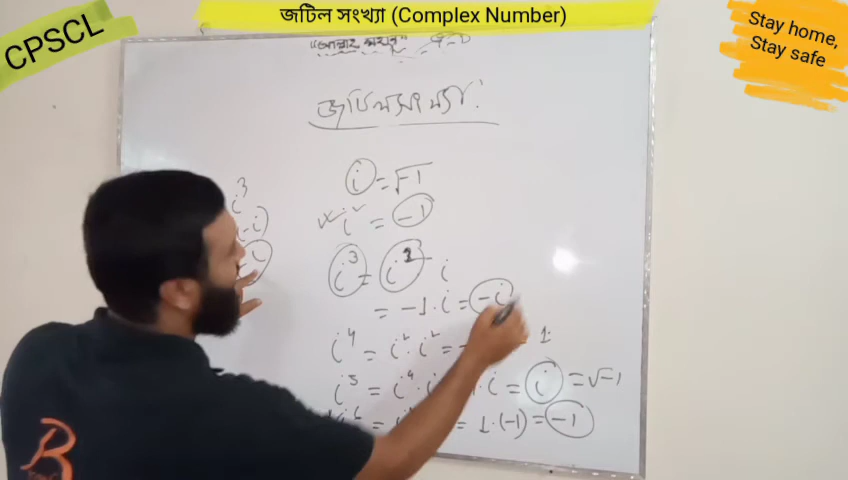 জটিল সংখ্যা (Complex Number)
CPSCL
Stay home,
Stay safe
জটিল সংখ্যা:
i = √-1
i² = -1
i³ = i² i
= -1·i = -i
i⁴ = i²·i² = 1
i⁵ = i⁴· i = √-1
= 1·(-1) = -1
i³
-i